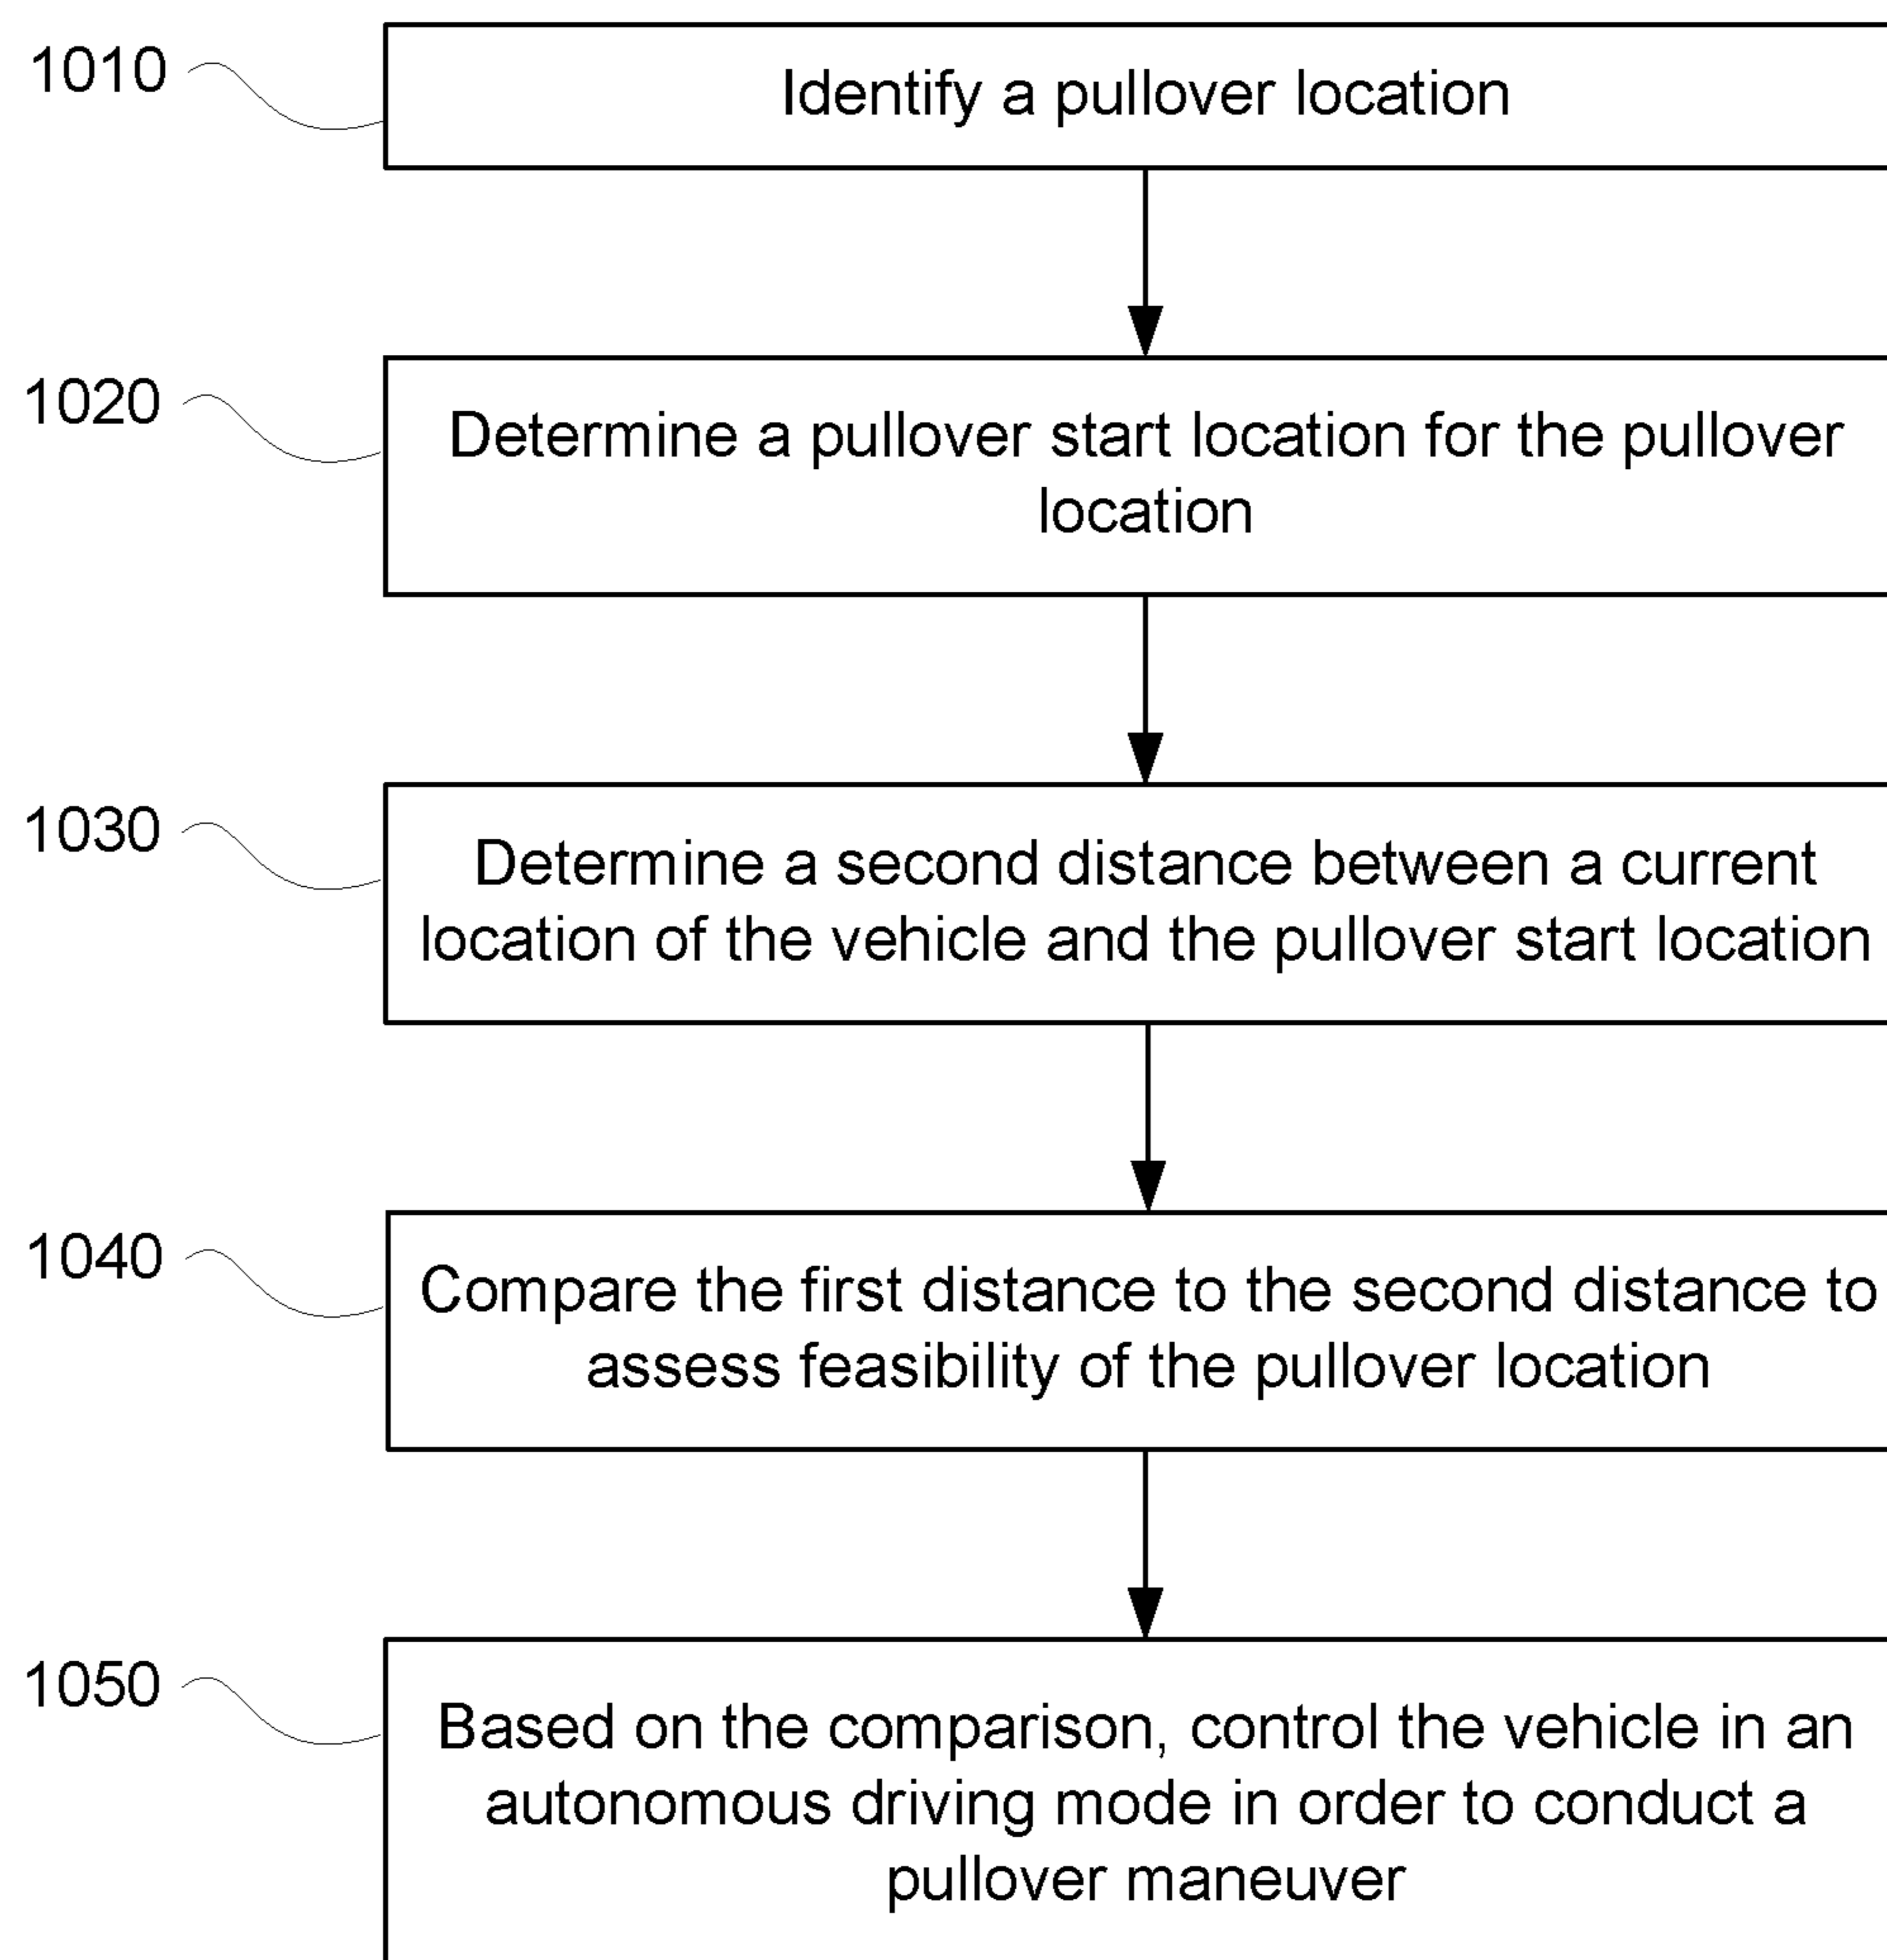 1010
Identify a pullover location
1020
Determine a pullover start location for the pullover
location
1030
Determine a second distance between a current
location of the vehicle and the pullover start location
1040
Compare the first distance to the second distance to
assess feasibility of the pullover location
1050
Based on the comparison, control the vehicle in an
autonomous driving mode in order to conduct a
pullover maneuver